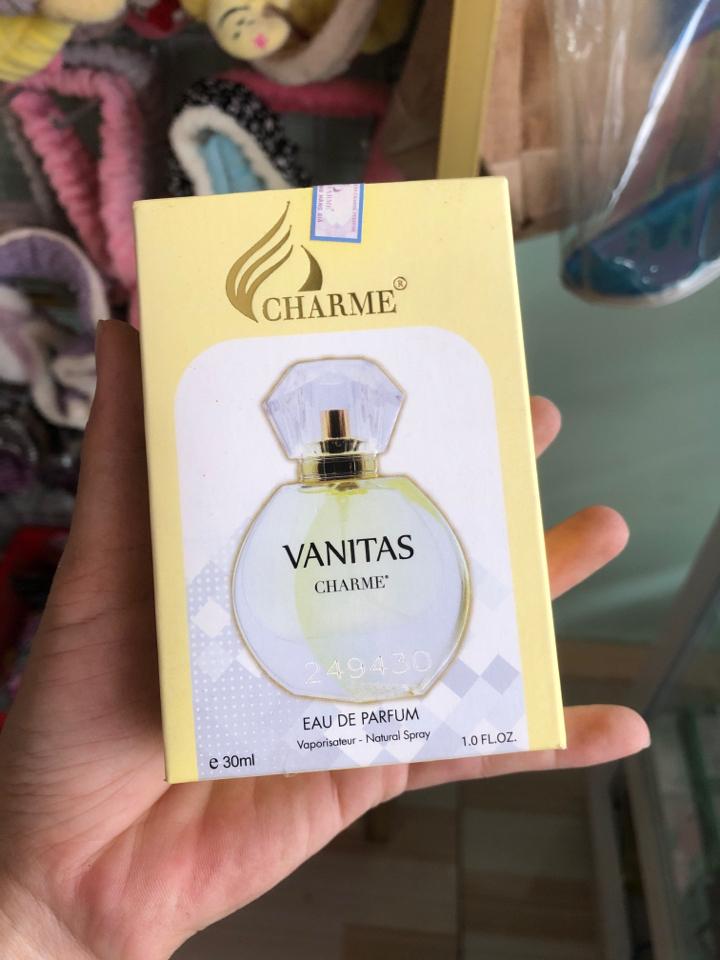 CHARME®
VANITAS
CHARME®
249430
EAU DE PARFUM
Vaporisateur - Natural Spray
e 30ml
1.0 FL.OZ.